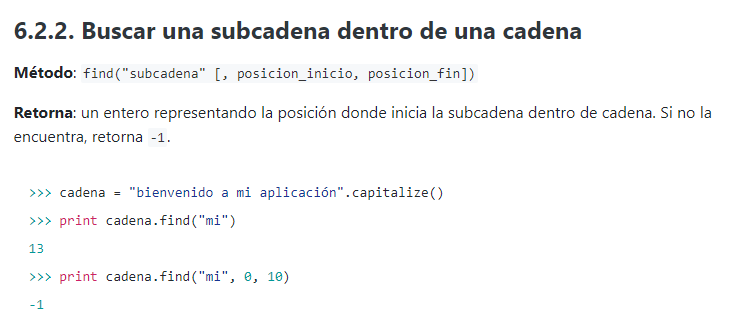 6.2.2. Buscar una subcadena dentro de una cadena
Método: find("subcadena" [, posicion_inicio, posicion_fin])
Retorna: un entero representando la posición donde inicia la subcadena dentro de cadena. Si no la
encuentra, retorna -1.
>>> cadena = "bienvenido a mi aplicación".capitalize()
>>> print cadena.find("mi")
13
>>> print cadena.find("mi", 0, 10)
-1